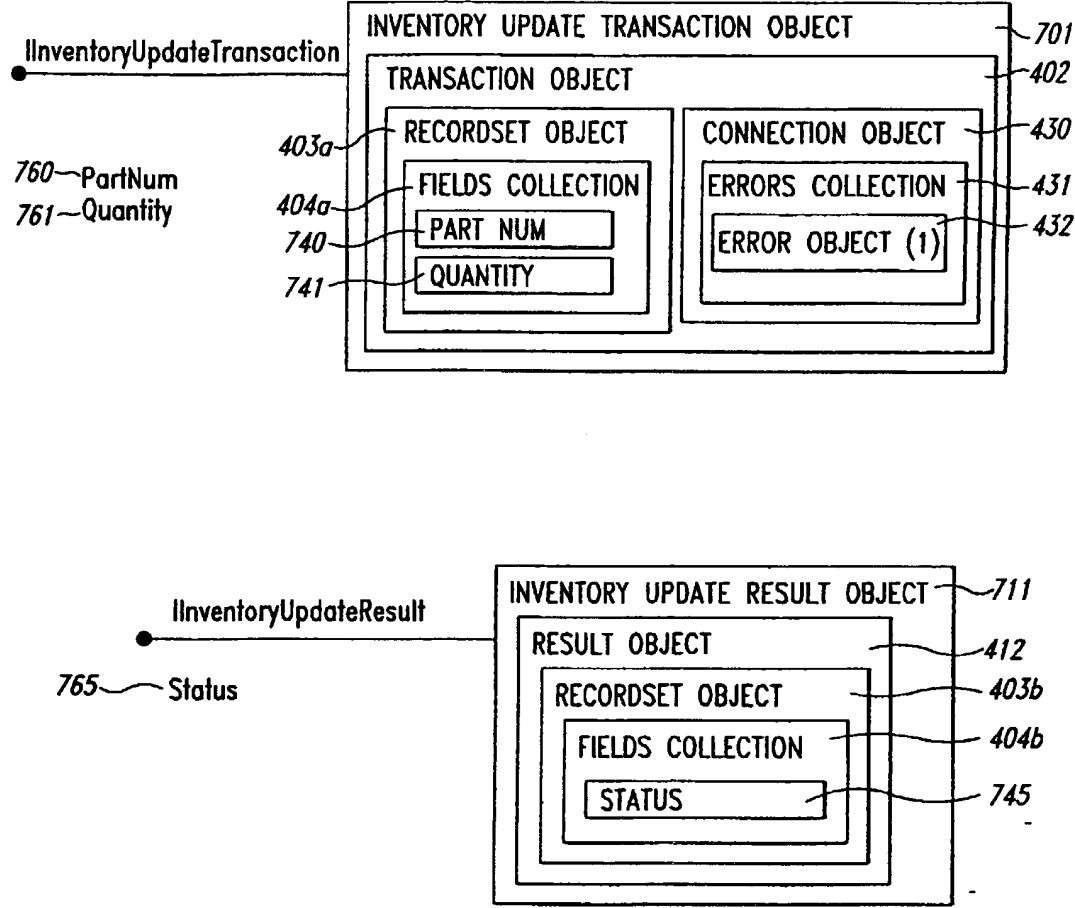 INVENTORY UPDATE TRANSACTION OBJECT
701
IInventoryUpdateTransaction
TRANSACTION OBJECT
402
403a
RECORDSET OBJECT
CONNECTION OBJECT
430
760
PartNum
404a
FIELDS COLLECTION
ERRORS COLLECTION
431
761
Quantity
740
PART NUM
ERROR OBJECT (1)
432
741
QUANTITY
INVENTORY UPDATE RESULT OBJECT
711
IInventoryUpdateResult
RESULT OBJECT
412
765
Status
RECORDSET OBJECT
403b
FIELDS COLLECTION
404b
STATUS
745